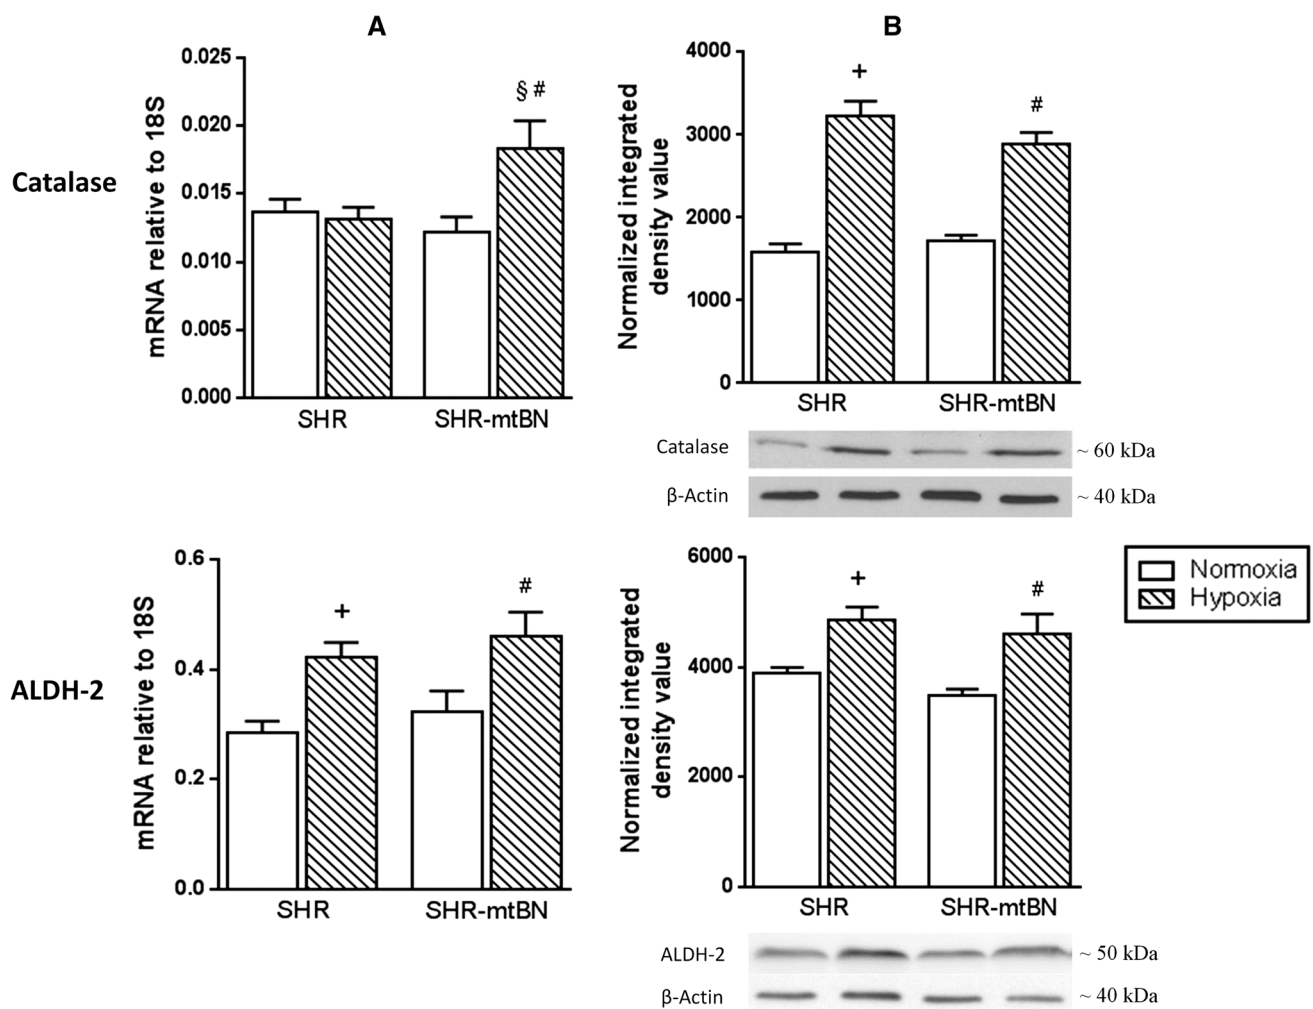 A
B
Catalase
mRNA relative to 18S
0.025
0.020
0.015
0.010
0.005
0.000
§ #
SHR
SHR-mtBN
Normalized integrated
density value
4000
3000
2000
1000
0
+
#
SHR
SHR-mtBN
Catalase
~ 60 kDa
β-Actin
~ 40 kDa
ALDH-2
mRNA relative to 18S
0.6
0.4
0.2
0.0
+
#
SHR
SHR-mtBN
Normalized integrated
density value
6000
4000
2000
0
+
#
SHR
SHR-mtBN
Normoxia
Hypoxia
ALDH-2
~ 50 kDa
β-Actin
~ 40 kDa